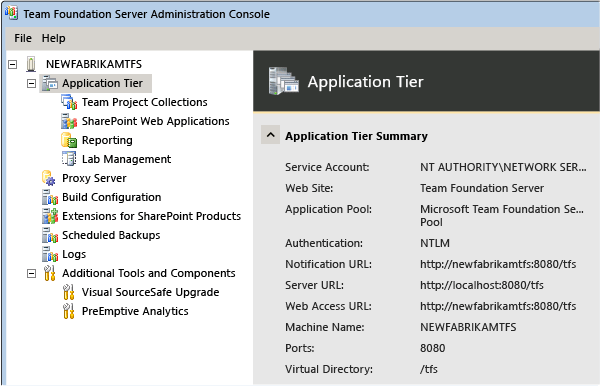 Team Foundation Server Administration Console
File Help
NEWFABRIKAMTFS
Application Tier
Team Project Collections
SharePoint Web Applications
Reporting
Lab Management
Proxy Server
Build Configuration
Extensions for SharePoint Products
Scheduled Backups
Logs
Additional Tools and Components
Visual SourceSafe Upgrade
PreEmptive Analytics
Application Tier
Application Tier Summary
Service Account: NT AUTHORITY\NETWORK SER...
Web Site: Team Foundation Server
Application Pool: Microsoft Team Foundation Se...
Pool
Authentication: NTLM
Notification URL: http://newfabrikamtfs:8080/tfs
Server URL: http://localhost:8080/tfs
Web Access URL: http://newfabrikamtfs:8080/tfs
Machine Name: NEWFABRIKAMTFS
Ports: 8080
Virtual Directory: /tfs